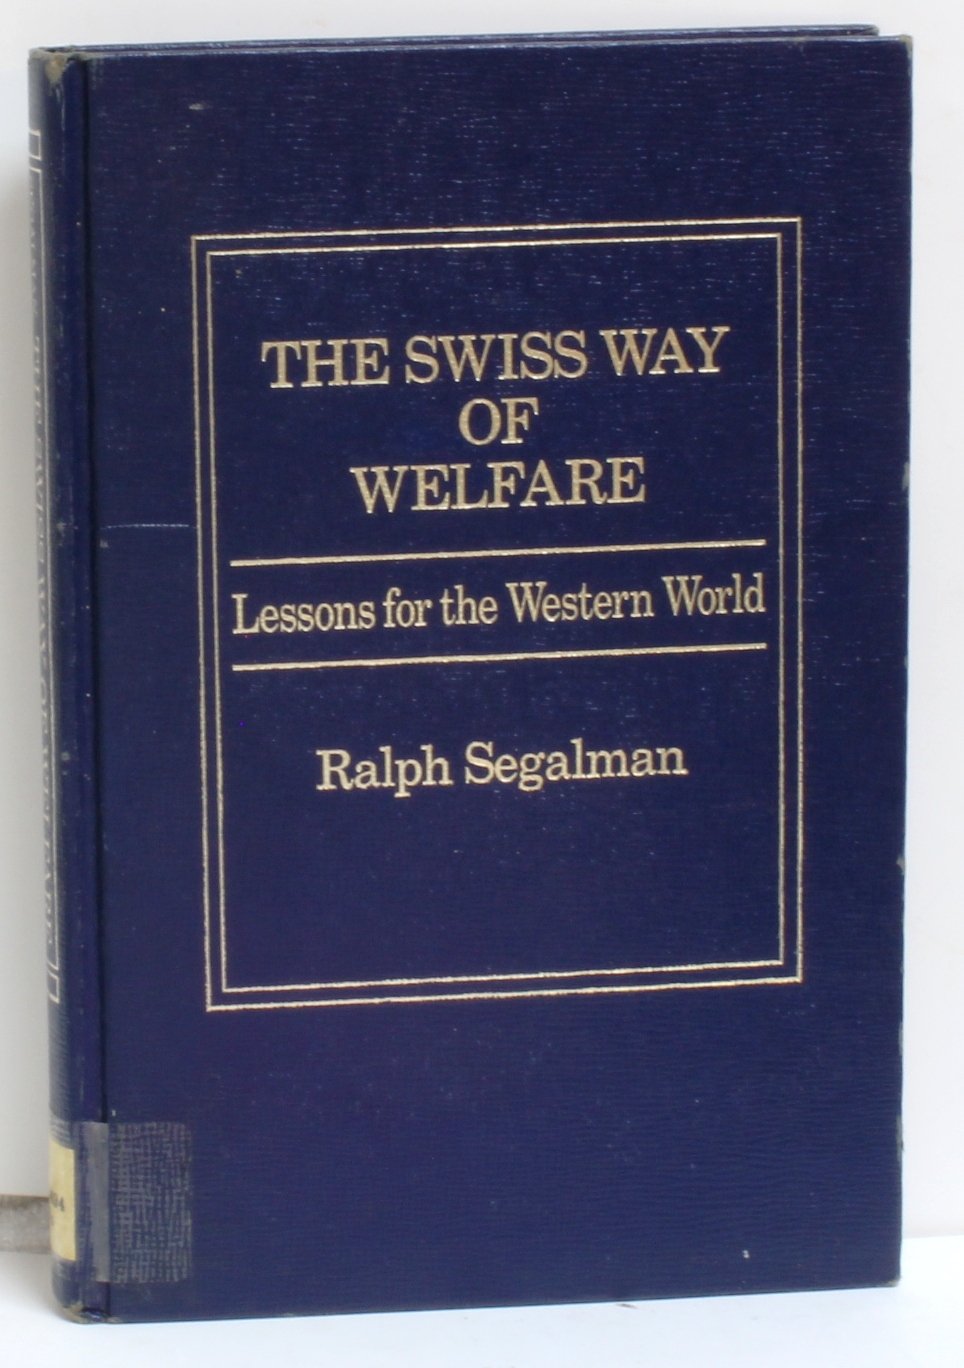 THE SWISS WAY
OF
WELFARE
Lessons for the Western World
Ralph Segalman